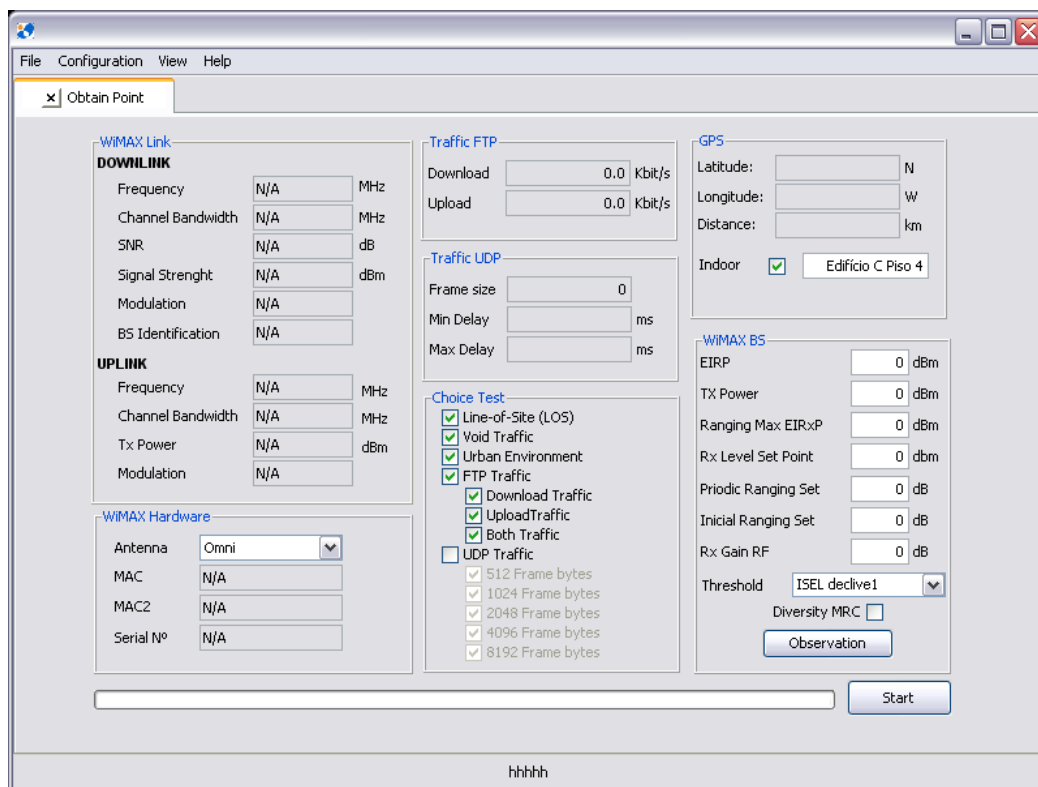 File Configuration View Help
x Obtain Point
WiMAX Link
DOWNLINK
Frequency N/A MHz
Channel Bandwidth N/A MHz
SNR N/A dB
Signal Strenght N/A dBm
Modulation N/A
BS Identification N/A
UPLINK
Frequency N/A MHz
Channel Bandwidth N/A MHz
Tx Power N/A dBm
Modulation N/A
WiMAX Hardware
Antenna Omni
MAC N/A
MAC2 N/A
Serial Nº N/A
Traffic FTP
Download 0.0 Kbit/s
Upload 0.0 Kbit/s
Traffic UDP
Frame size 0
Min Delay ms
Max Delay ms
Choice Test
Line-of-Site (LOS)
Void Traffic
Urban Environment
FTP Traffic
Download Traffic
UploadTraffic
Both Traffic
UDP Traffic
512 Frame bytes
1024 Frame bytes
2048 Frame bytes
4096 Frame bytes
8192 Frame bytes
GPS
Latitude: N
Longitude: W
Distance: km
Indoor Edifício C Piso 4
WiMAX BS
EIRP 0 dBm
TX Power 0 dBm
Ranging Max EIRxP 0 dBm
Rx Level Set Point 0 dbm
Priodic Ranging Set 0 dB
Inicial Ranging Set 0 dB
Rx Gain RF 0 dB
Threshold ISEL declive1
Diversity MRC
Observation
Start
hhhhh